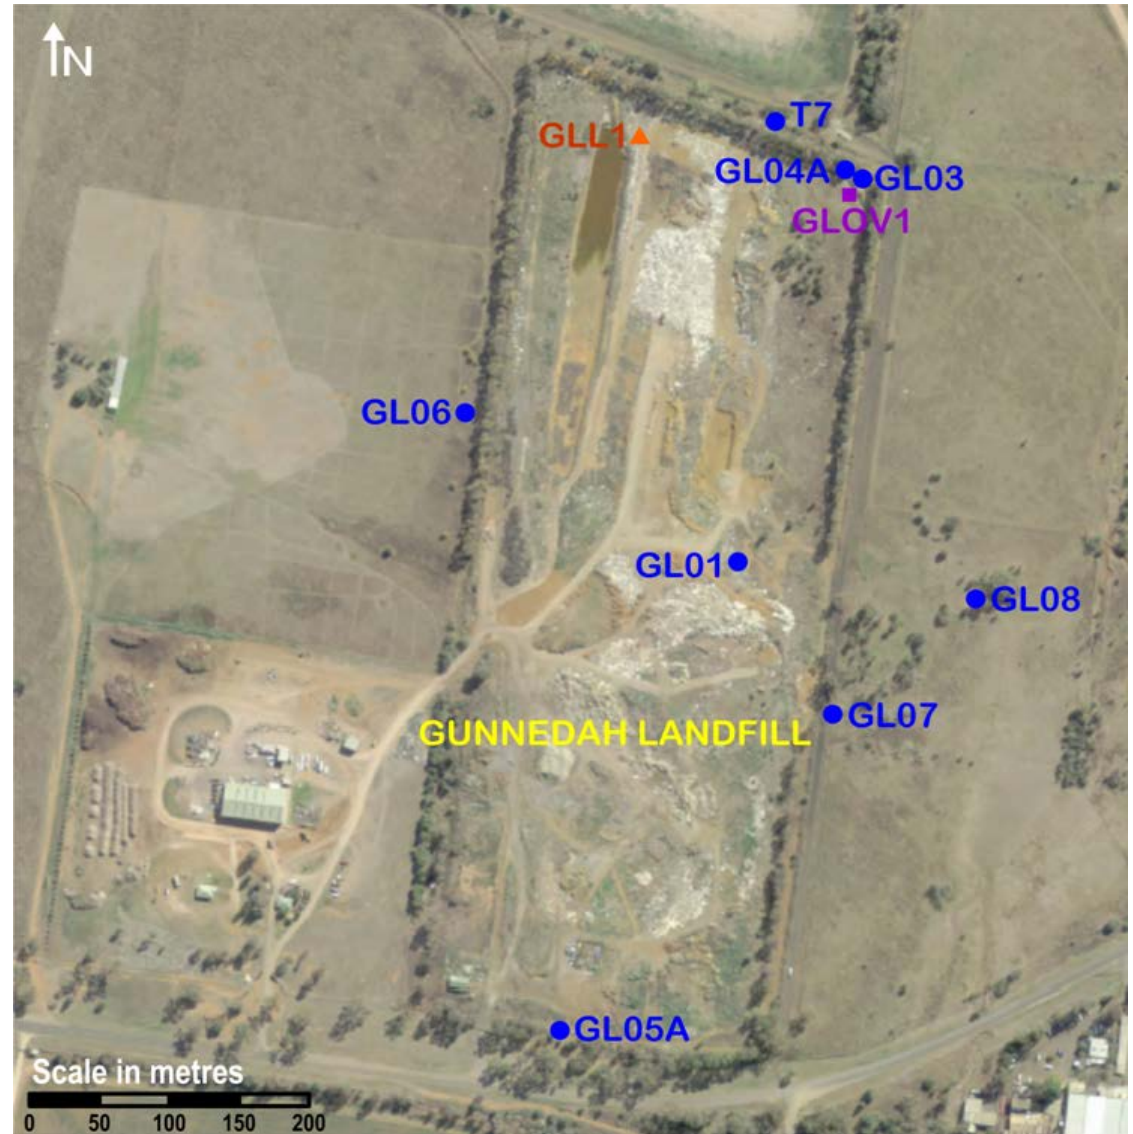 N
T7
GLL1
GL04A
GL03
GLOV1
GL06
GL01
GL08
GL07
GUNNEDAH LANDFILL
GL05A
Scale in metres
0 50 100 150 200